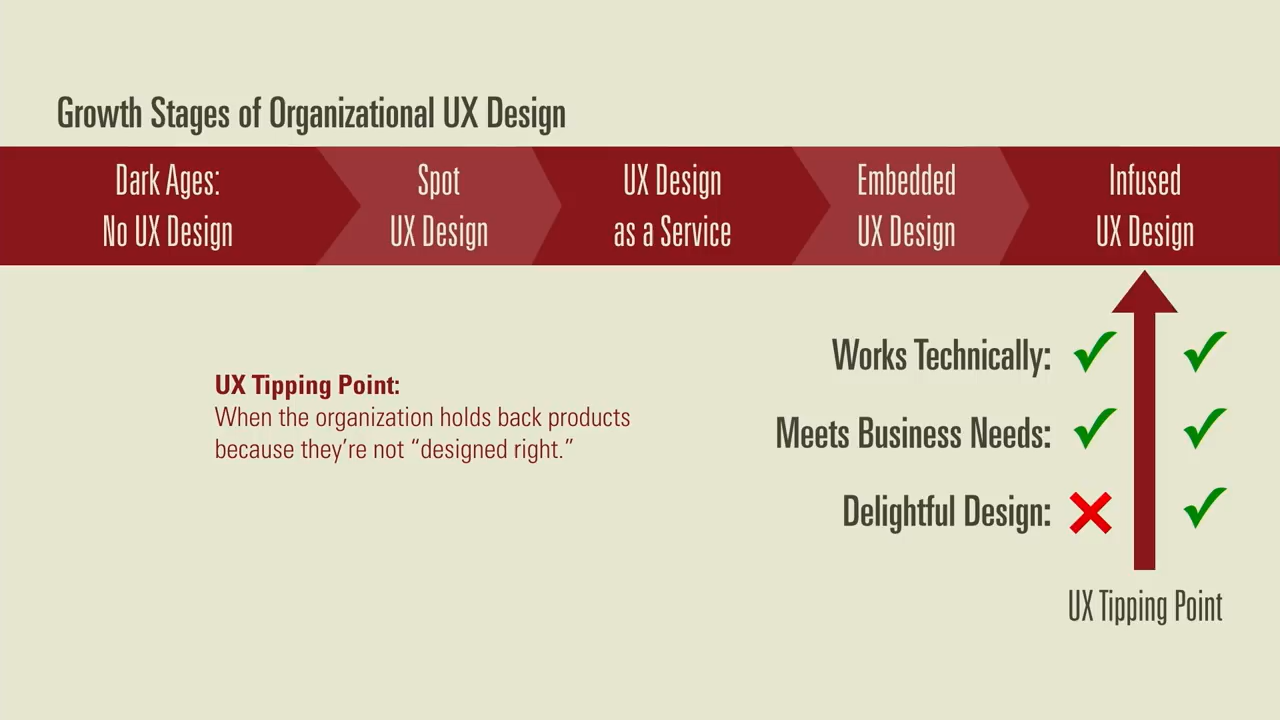 Growth Stages of Organizational UX Design
Dark Ages:
No UX Design
Spot
UX Design
UX Design
as a Service
Embedded
UX Design
Infused
UX Design
UX Tipping Point:
When the organization holds back products
because they're not “designed right.”
Works Technically:
Meets Business Needs:
Delightful Design:
UX Tipping Point